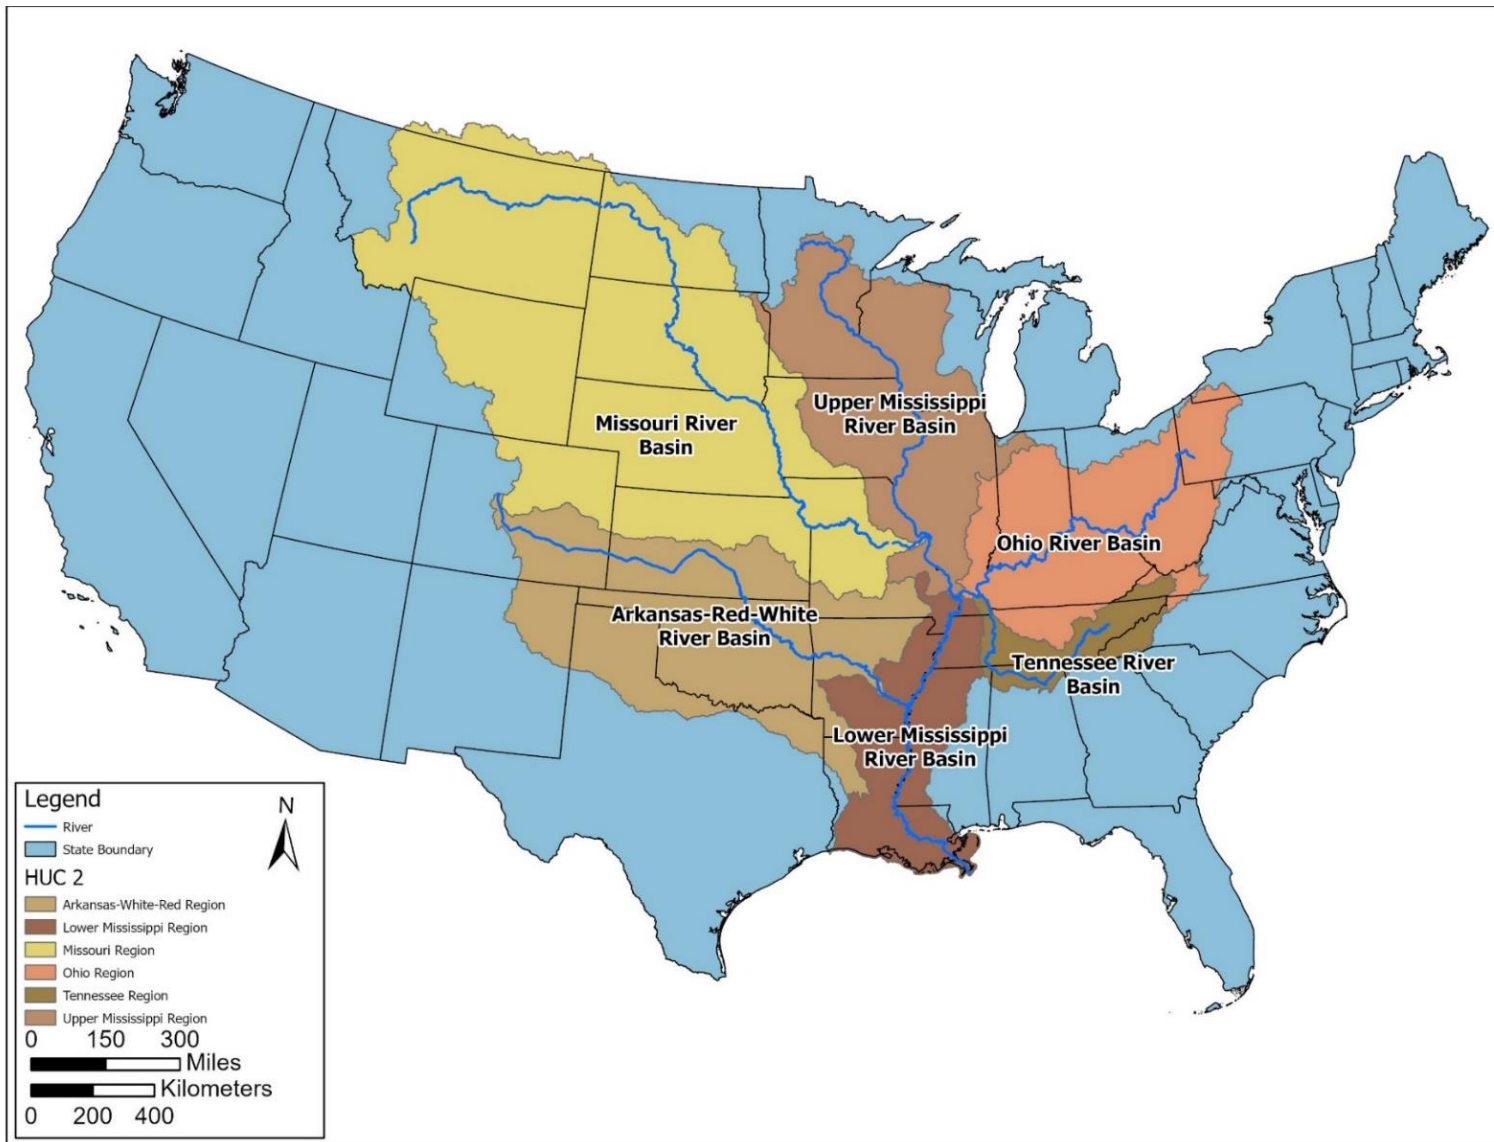 Upper Mississippi
River Basin
Missouri River
Basin
Ohio River Basin
Arkansas-Red-White
River Basin
Tennessee River
Basin
Lower Mississippi
River Basin
Legend
N
River
State Boundary
HUC 2
Arkansas-White-Red Region
Lower Mississippi Region
Missouri Region
Ohio Region
Tennessee Region
Upper Mississippi Region
0 150 300
Miles
Kilometers
0 200 400